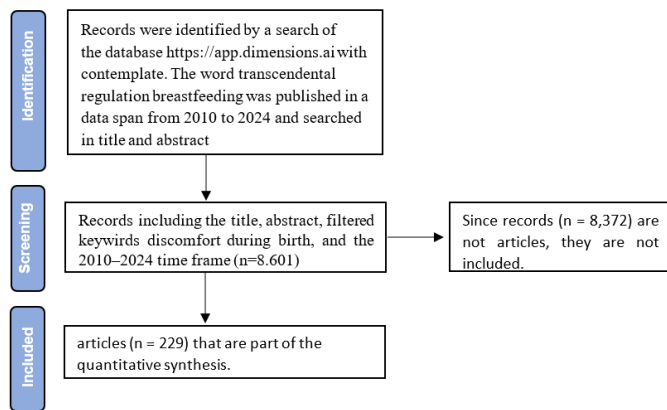 Identification
Records were identified by a search of
the database https://app.dimensions.ai with
contemplate. The word transcendental
regulation breastfeeding was published in a
data span from 2010 to 2024 and searched
in title and abstract
Screening
Records including the title, abstract, filtered
keywirds discomfort during birth, and the
2010–2024 time frame (n=8.601)
Since records (n = 8,372) are
not articles, they are not
included.
Included
articles (n = 229) that are part of the
quantitative synthesis.